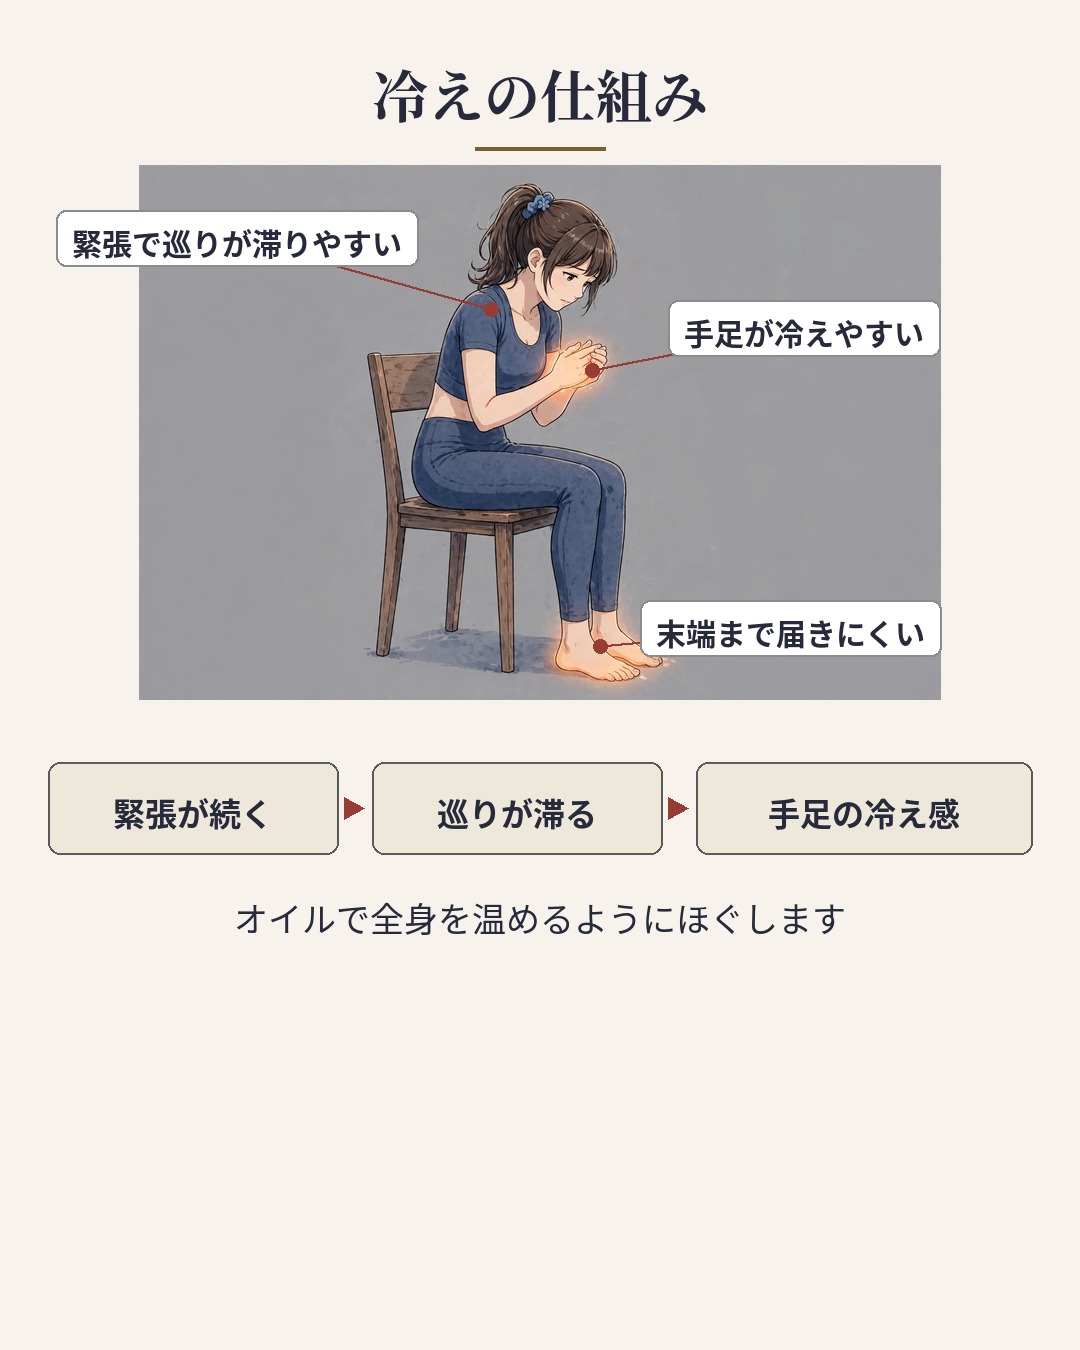 冷えの仕組み
緊張で巡りが滞りやすい
手足が冷えやすい
末端まで届きにくい
緊張が続く
巡りが滞る
手足の冷え感
オイルで全身を温めるようにほぐします